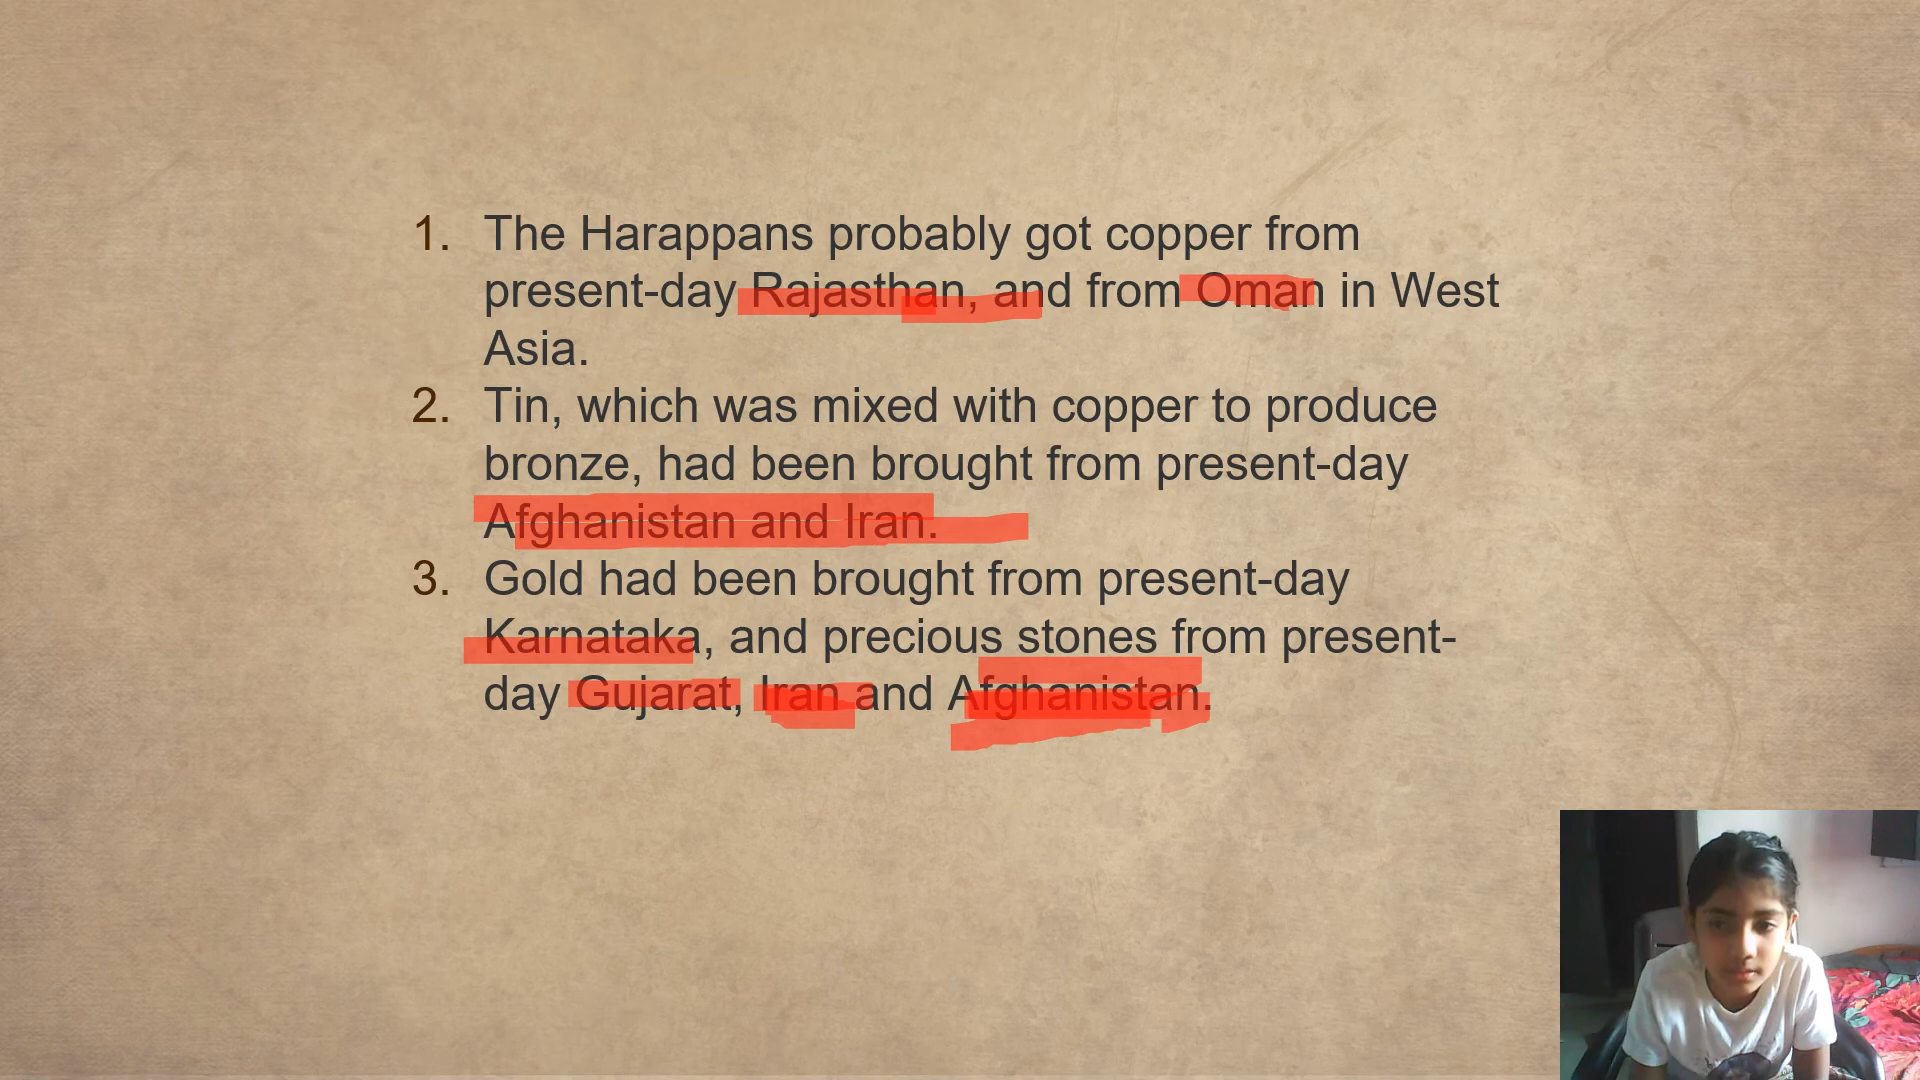 1. The Harappans probably got copper from
present-day Rajasthan, and from Oman in West
Asia.
2. Tin, which was mixed with copper to produce
bronze, had been brought from present-day
Afghanistan and Iran.
3. Gold had been brought from present-day
Karnataka, and precious stones from present-
day Gujarat, Iran and Afghanistan.